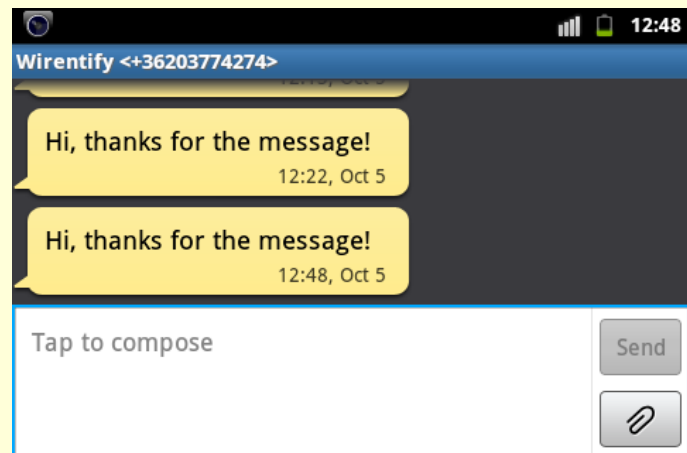 12:48
Wirentify <+36203774274>
Hi, thanks for the message!
12:22, Oct 5
Hi, thanks for the message!
12:48, Oct 5
Tap to compose
Send